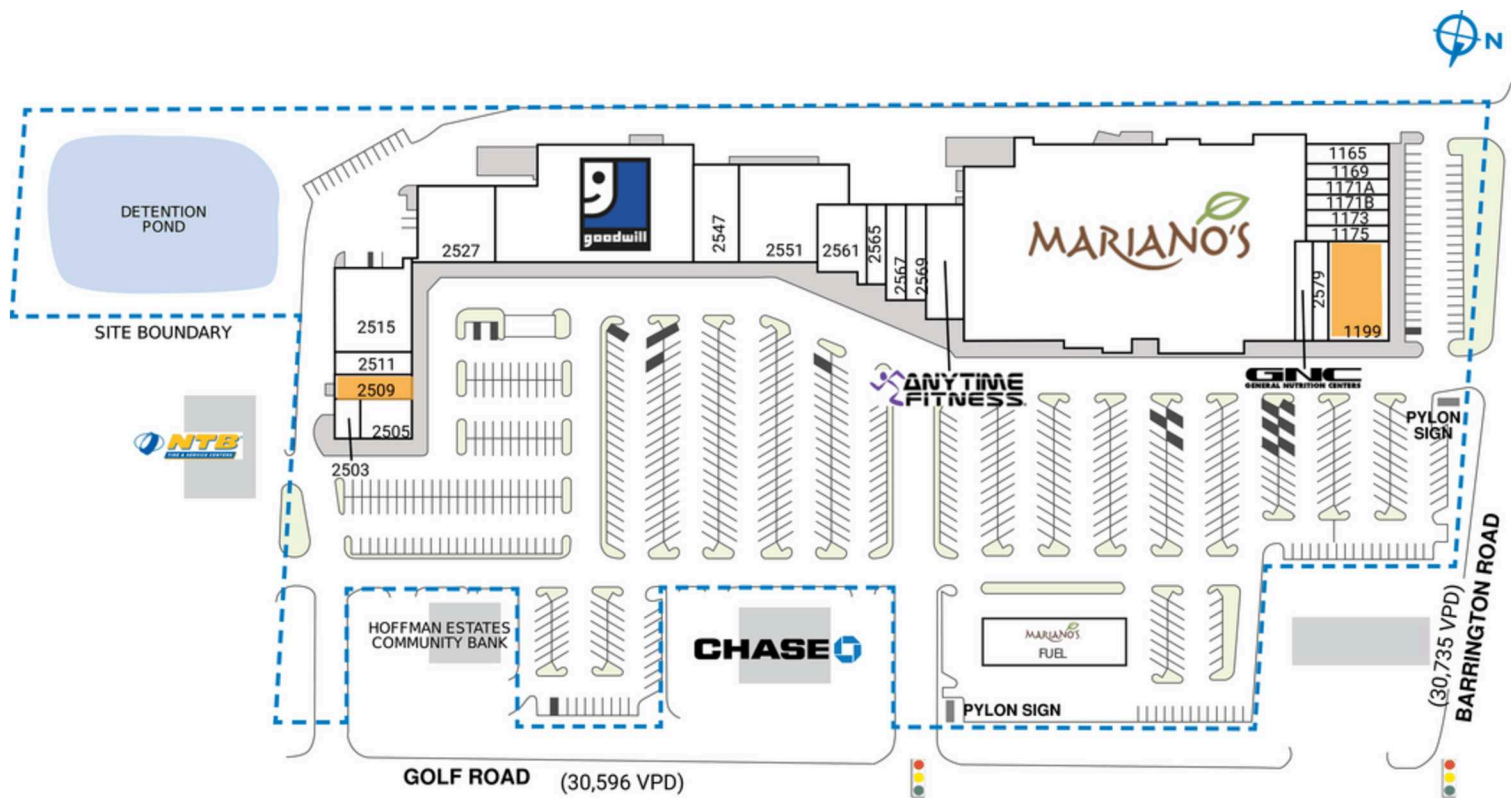 N
DETENTION
POND
SITE BOUNDARY
NTB
TIRE & SERVICE CENTERS
2527
goodwill
2547
2551
2561
2565
2567
2569
MARIANO'S
1165
1169
1171A
1171B
1173
1175
2579
1199
2515
2511
2509
2505
2503
ANYTIME
FITNESS
GNC
GENERAL NUTRITION CENTERS
PYLON
SIGN
HOFFMAN ESTATES
COMMUNITY BANK
CHASE
MARIANO'S
FUEL
PYLON SIGN
(30,735 VPD)
BARRINGTON ROAD
GOLF ROAD (30,596 VPD)